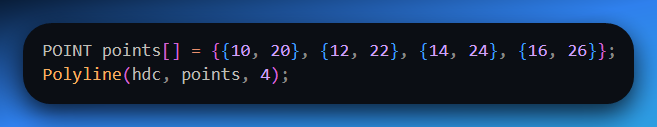 POINT points[] = {{10, 20}, {12, 22}, {14, 24}, {16, 26}};
Polyline(hdc, points, 4);